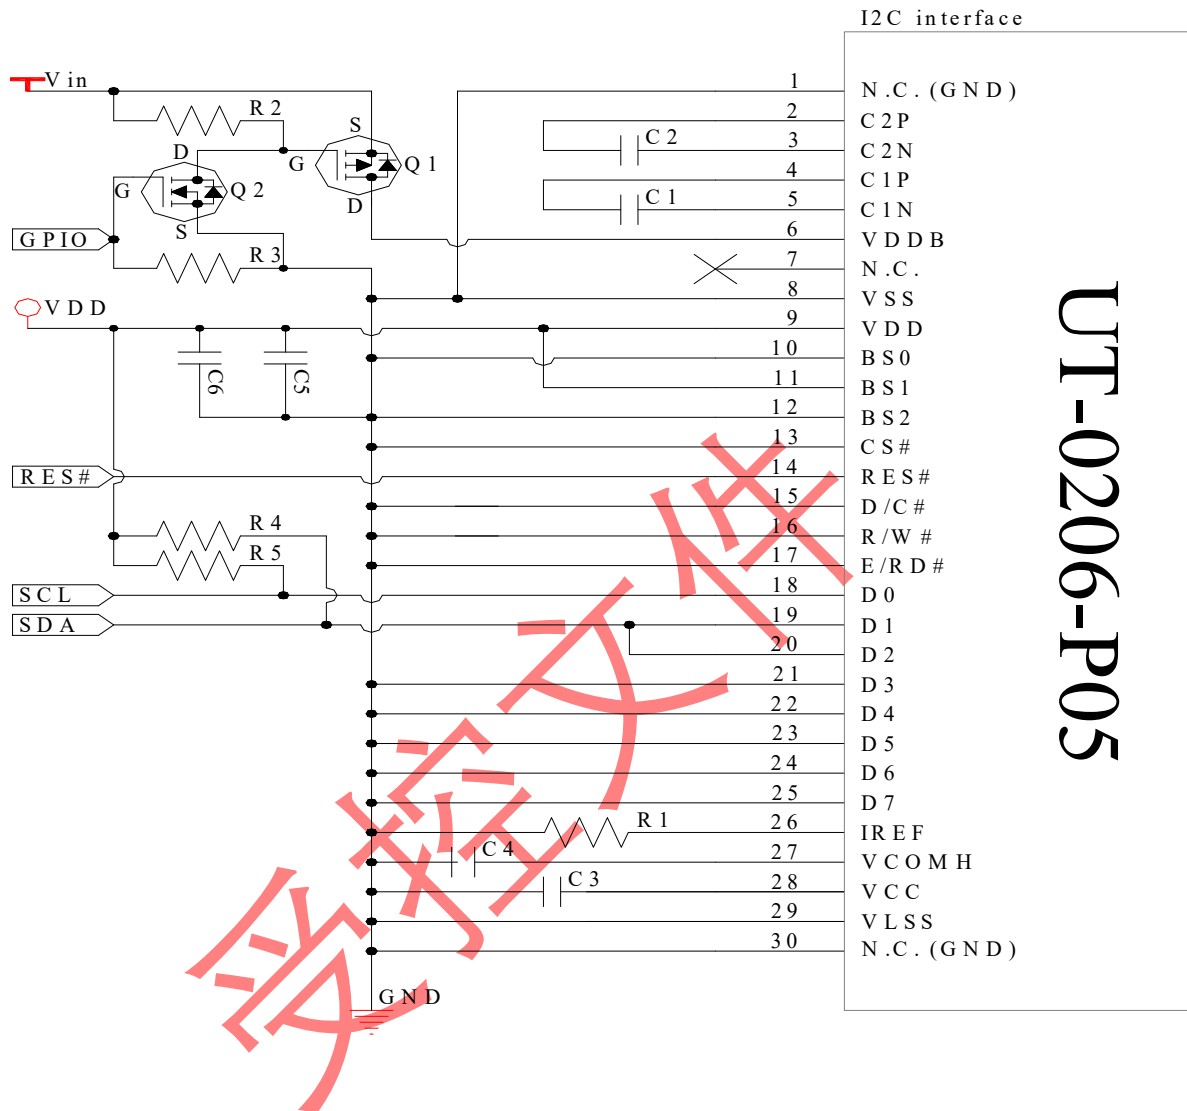 I2C interface
Vin
R2
S
G
Q1
D
D
G
Q2
S
GPIO
R3
VDD
C6
C5
RES#
R4
R5
SCL
SDA
C2
C1
1 N.C.(GND)
2 C2P
3 C2N
4 C1P
5 C1N
6 VDDB
7 N.C.
8 VSS
9 VDD
10 BS0
11 BS1
12 BS2
13 CS#
14 RES#
15 D/C#
16 R/W#
17 E/RD#
18 D0
19 D1
20 D2
21 D3
22 D4
23 D5
24 D6
25 D7
R1
26 IREF
C4
27 VCOMH
C3
28 VCC
29 VLSS
30 N.C.(GND)
GND
UT-0206-P05
受控文件